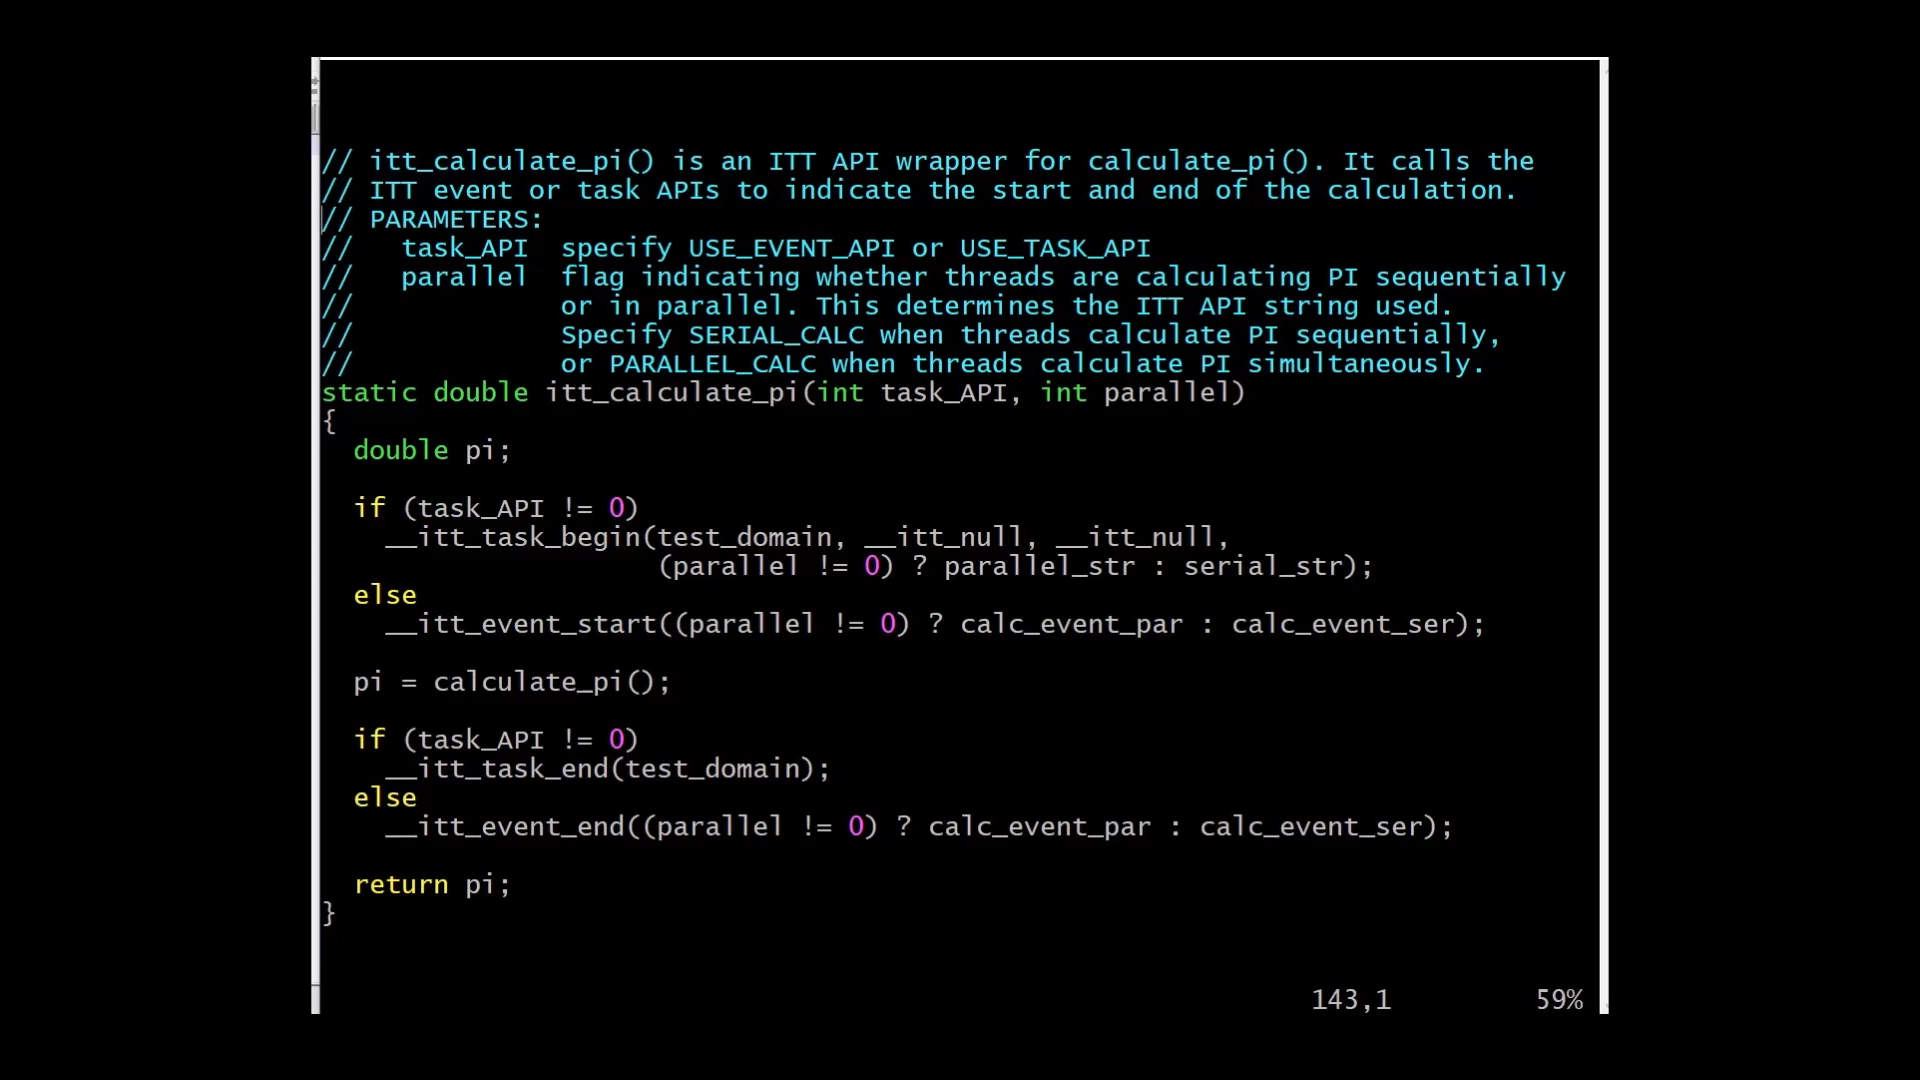 // itt_calculate_pi() is an ITT API wrapper for calculate_pi(). It calls the
// ITT event or task APIs to indicate the start and end of the calculation.
// PARAMETERS:
//   task_API  specify USE_EVENT_API or USE_TASK_API
//   parallel  flag indicating whether threads are calculating PI sequentially
//             or in parallel. This determines the ITT API string used.
//             Specify SERIAL_CALC when threads calculate PI sequentially,
//             or PARALLEL_CALC when threads calculate PI simultaneously.
static double itt_calculate_pi(int task_API, int parallel)
{
  double pi;
  if (task_API != 0)
    __itt_task_begin(test_domain, __itt_null, __itt_null,
                     (parallel != 0) ? parallel_str : serial_str);
  else
    __itt_event_start((parallel != 0) ? calc_event_par : calc_event_ser);
  pi = calculate_pi();
  if (task_API != 0)
    __itt_task_end(test_domain);
  else
    __itt_event_end((parallel != 0) ? calc_event_par : calc_event_ser);
  return pi;
}
143,1 59%